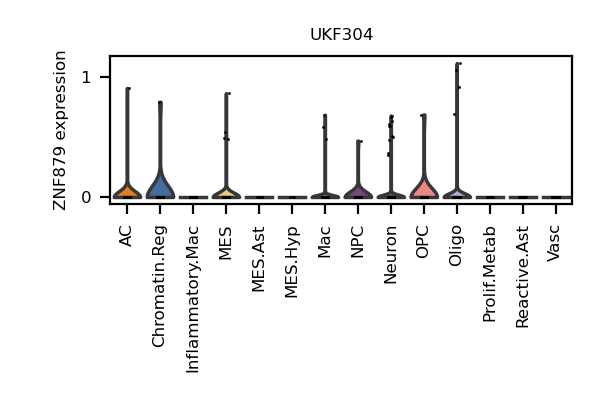 UKF304
ZNF879 expression
1
0
AC
Chromatin.Reg
Inflammatory.Mac
MES
MES.Ast
MES.Hyp
Mac
NPC
Neuron
OPC
Oligo
Prolif.Metab
Reactive.Ast
Vasc